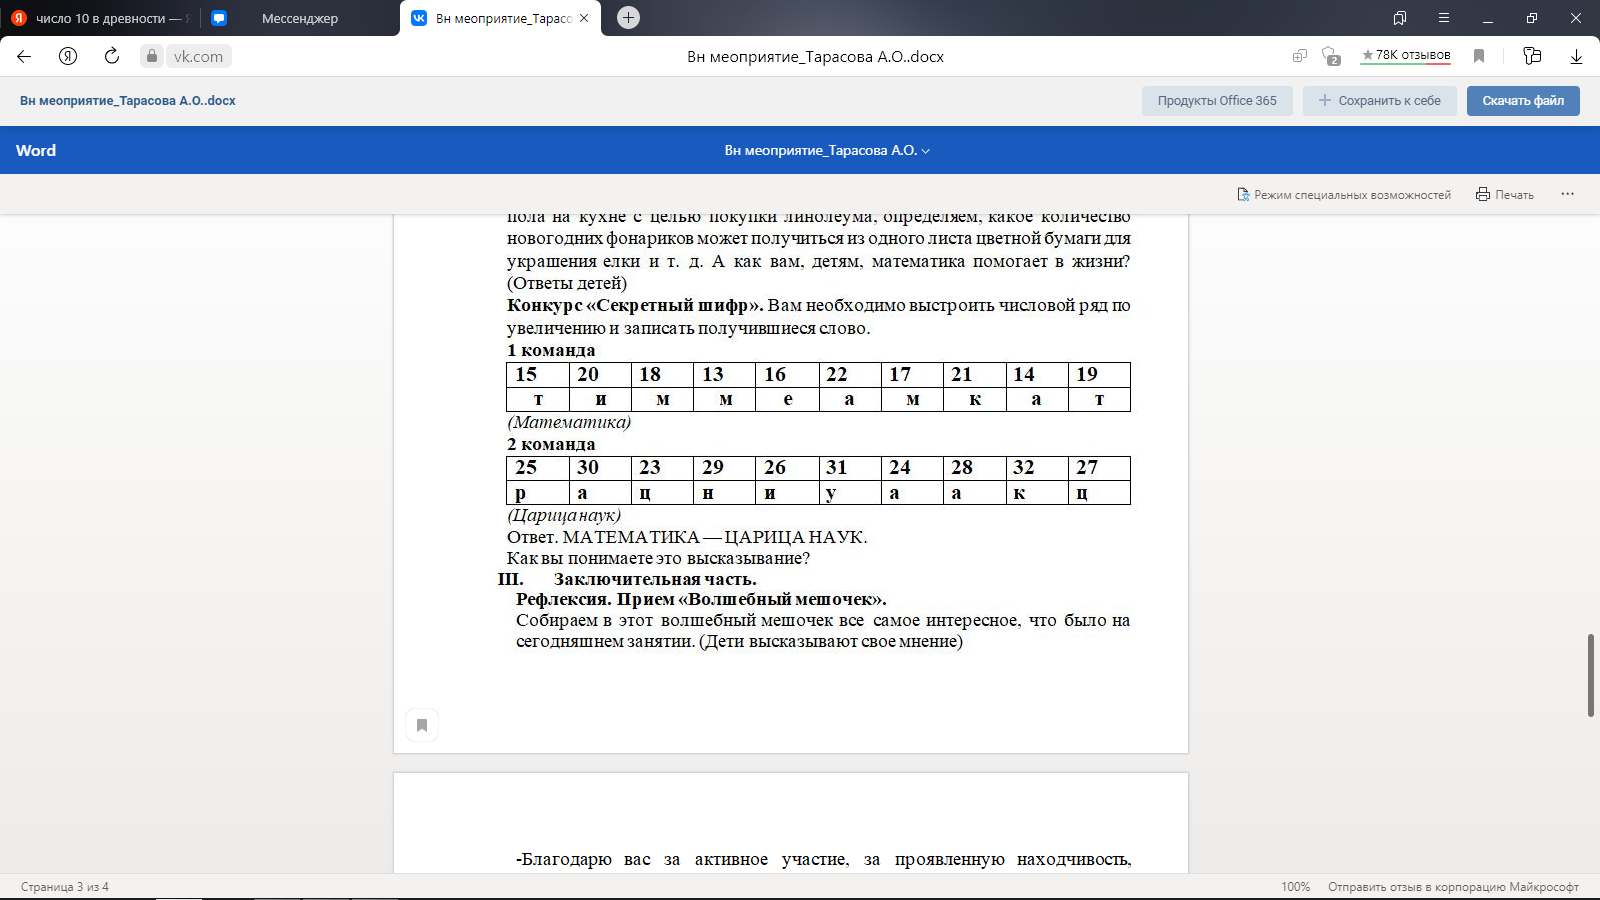 число 10 в древности — Я
Мессенджер
Вн меоприятие_Тарасо
vk.com
Вн меоприятие_Тарасова А.О..docx
2
★ 78K отзывов
Вн меоприятие_Тарасова А.О..docx
Продукты Office 365
+ Сохранить к себе
Скачать файл
Word
Вн меоприятие_Тарасова А.О.
Режим специальных возможностей
Печать
···
пола на кухне с целью покупки линолеума, определяем, какое количество
новогодних фонариков может получиться из одного листа цветной бумаги для
украшения елки и т. д. А как вам, детям, математика помогает в жизни?
(Ответы детей)
Конкурс «Секретный шифр». Вам необходимо выстроить числовой ряд по
увеличению и записать получившиеся слово.
1 команда
15 20 18 13 16 22 17 21 14 19
т и м м е а м к а т
(Математика)
2 команда
25 30 23 29 26 31 24 28 32 27
р а ц н и у а а к ц
(Царица наук)
Ответ. МАТЕМАТИКА — ЦАРИЦА НАУК.
Как вы понимаете это высказывание?
III. Заключительная часть.
Рефлексия. Прием «Волшебный мешочек».
Собираем в этот волшебный мешочек все самое интересное, что было на
сегодняшнем занятии. (Дети высказывают свое мнение)
-Благодарю вас за активное участие, за проявленную находчивость,
Страница 3 из 4
100%
Отправить отзыв в корпорацию Майкрософт